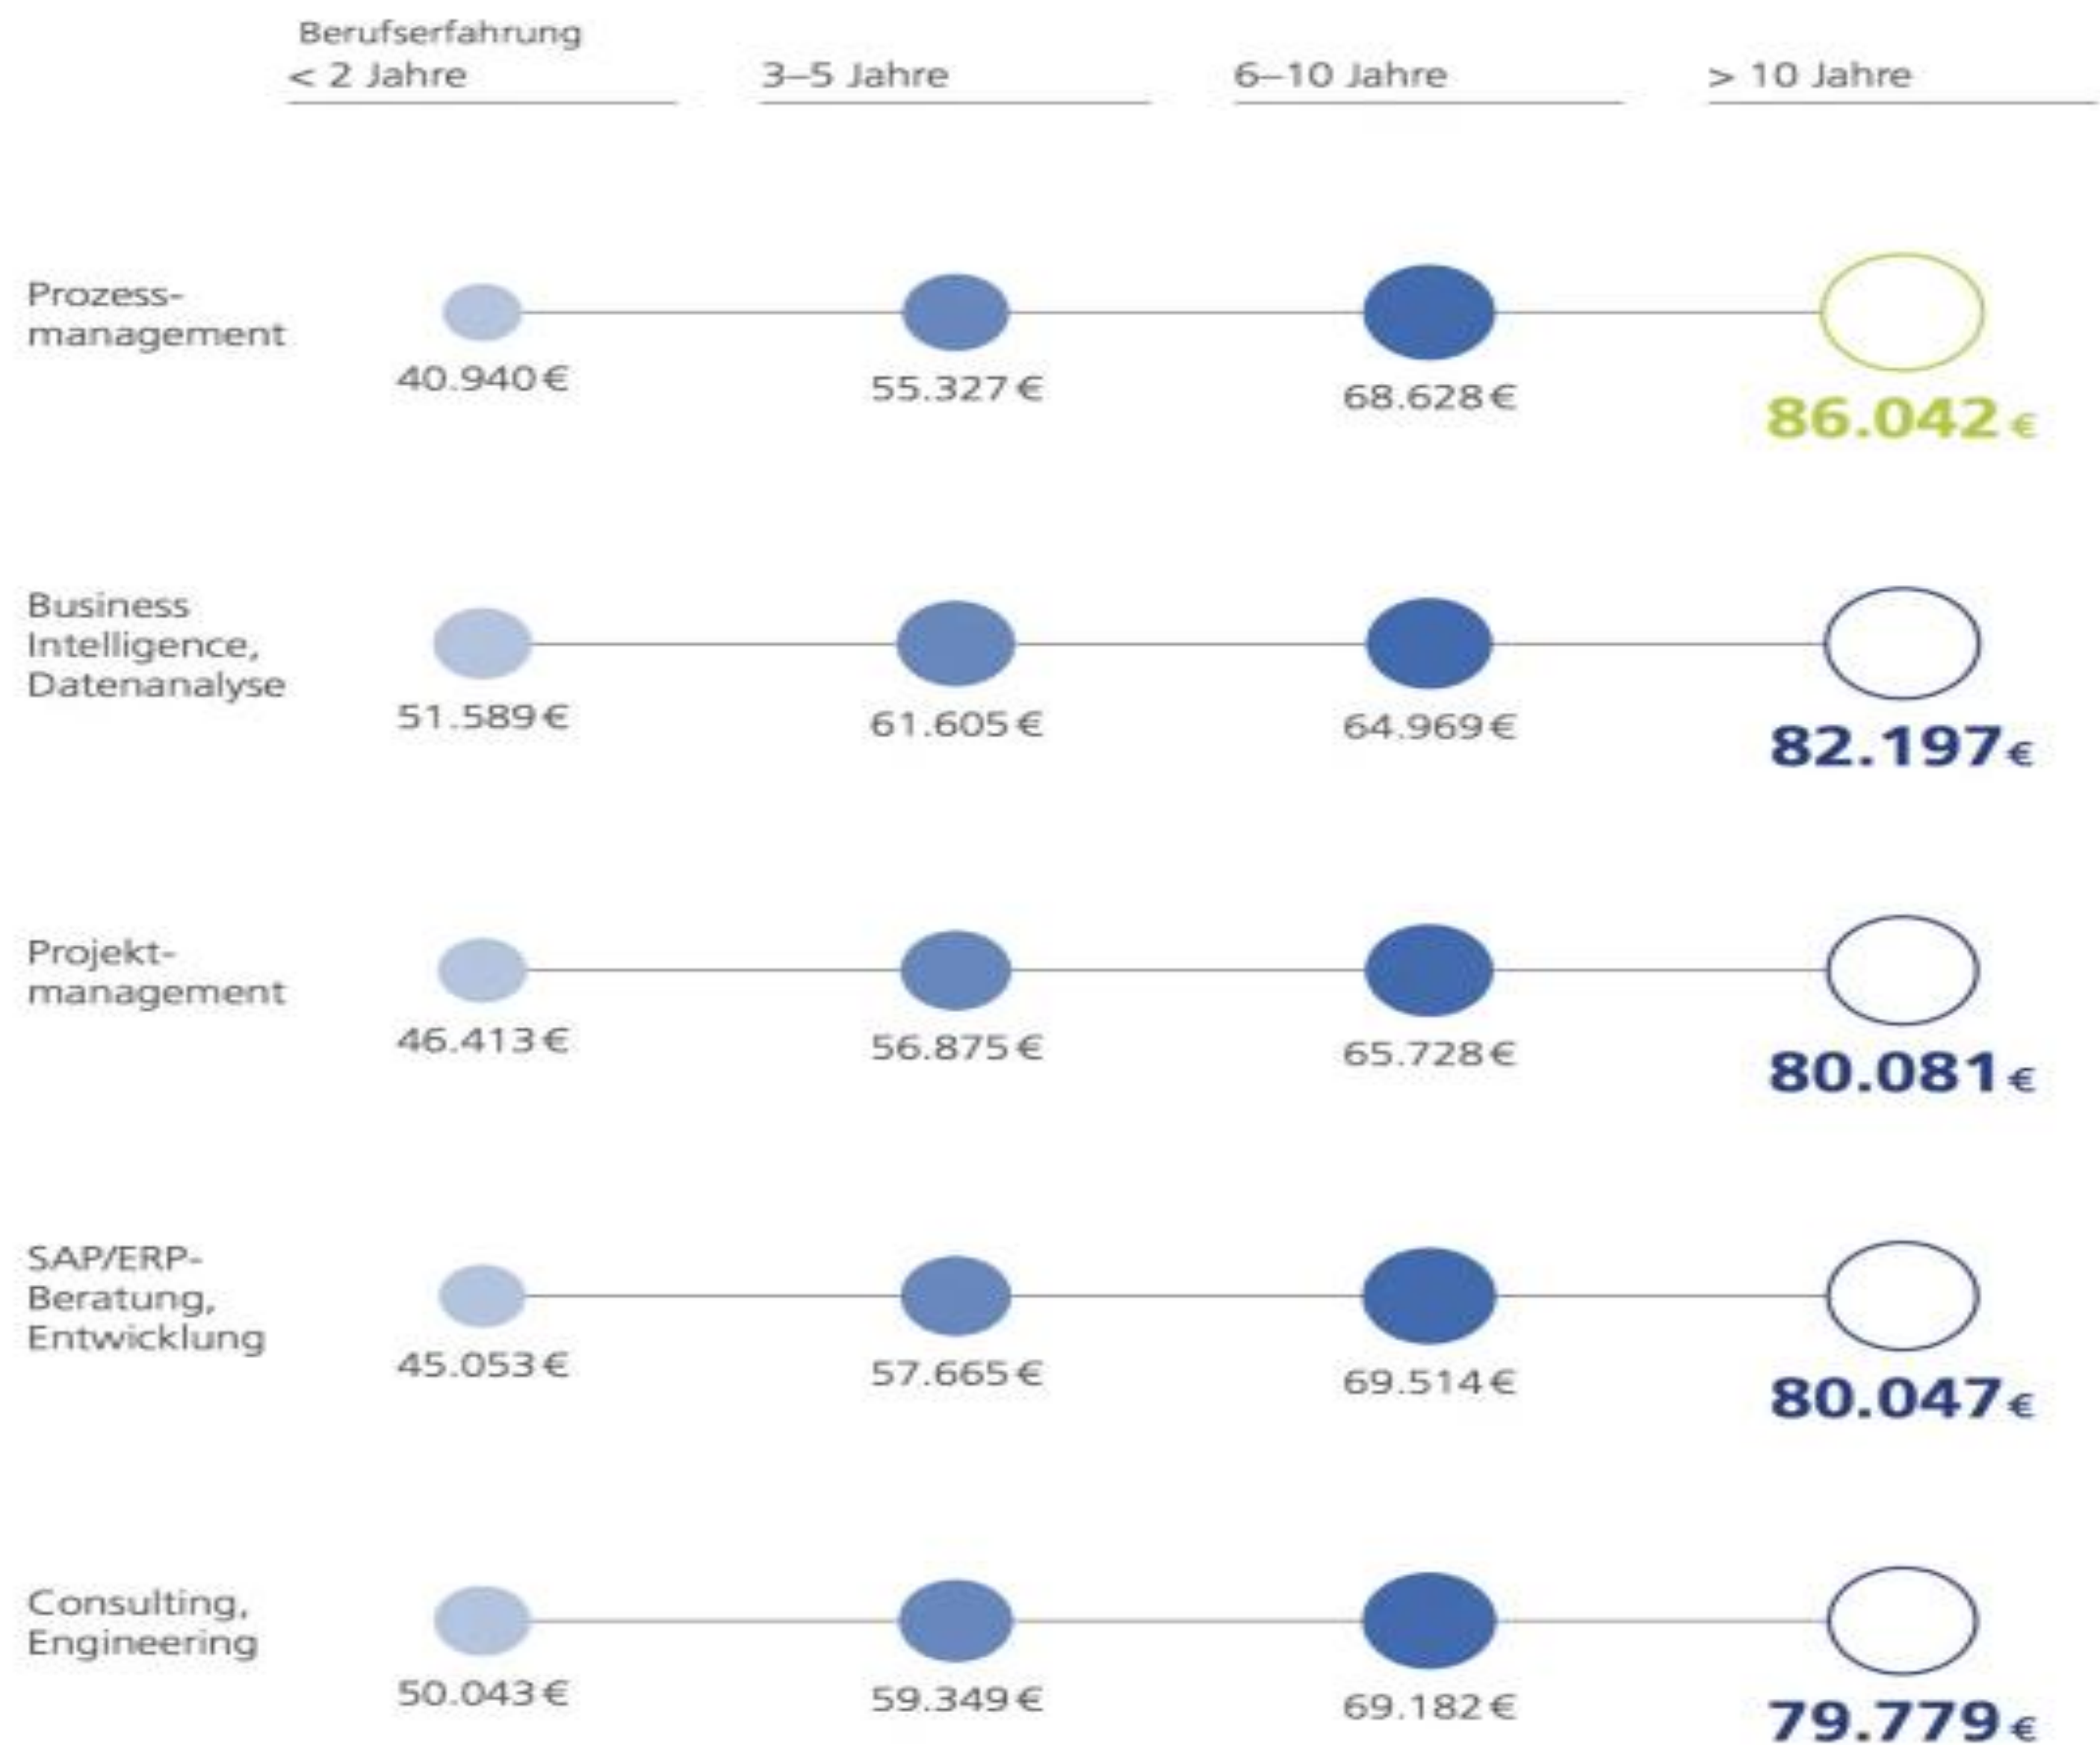 Berufserfahrung
< 2 Jahre 3–5 Jahre 6–10 Jahre > 10 Jahre
Prozess-
management
40.940 € 55.327 € 68.628 € 86.042 €
Business
Intelligence,
Datenanalyse
51.589 € 61.605 € 64.969 € 82.197 €
Projekt-
management
46.413 € 56.875 € 65.728 € 80.081 €
SAP/ERP-
Beratung,
Entwicklung
45.053 € 57.665 € 69.514 € 80.047 €
Consulting,
Engineering
50.043 € 59.349 € 69.182 € 79.779 €